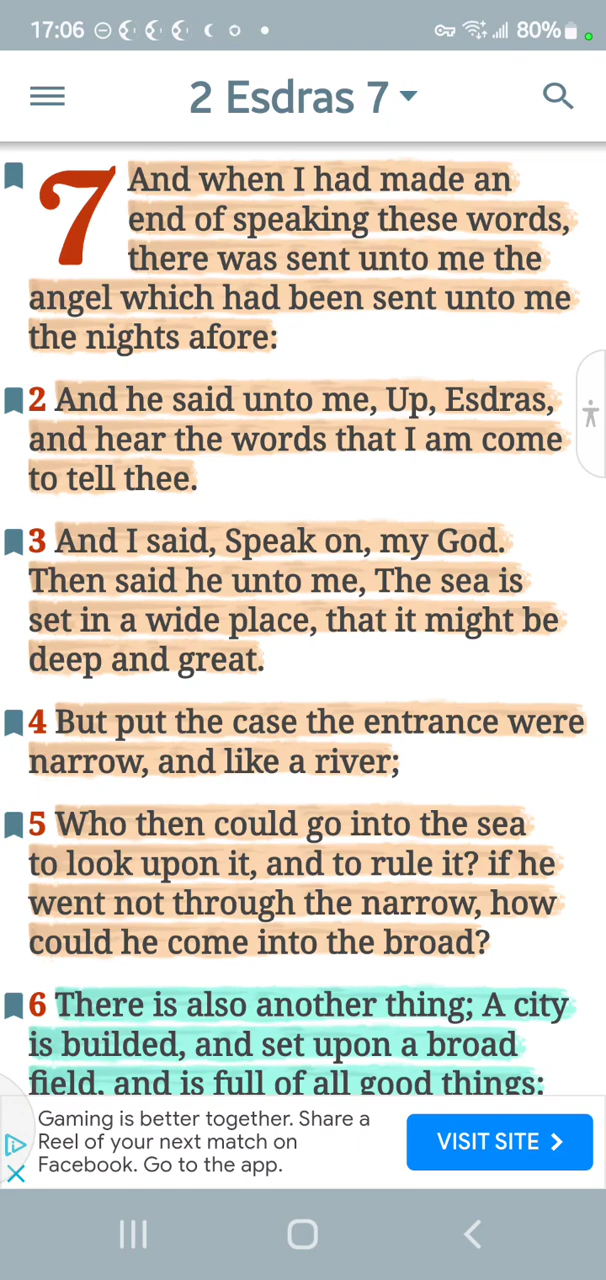 17:06
80%
2 Esdras 7
7 And when I had made an
end of speaking these words,
there was sent unto me the
angel which had been sent unto me
the nights afore:
2 And he said unto me, Up, Esdras,
and hear the words that I am come
to tell thee.
3 And I said, Speak on, my God.
Then said he unto me, The sea is
set in a wide place, that it might be
deep and great.
4 But put the case the entrance were
narrow, and like a river;
5 Who then could go into the sea
to look upon it, and to rule it? if he
went not through the narrow, how
could he come into the broad?
6 There is also another thing; A city
is builded, and set upon a broad
field, and is full of all good things:
Gaming is better together. Share a
Reel of your next match on
Facebook. Go to the app.
VISIT SITE